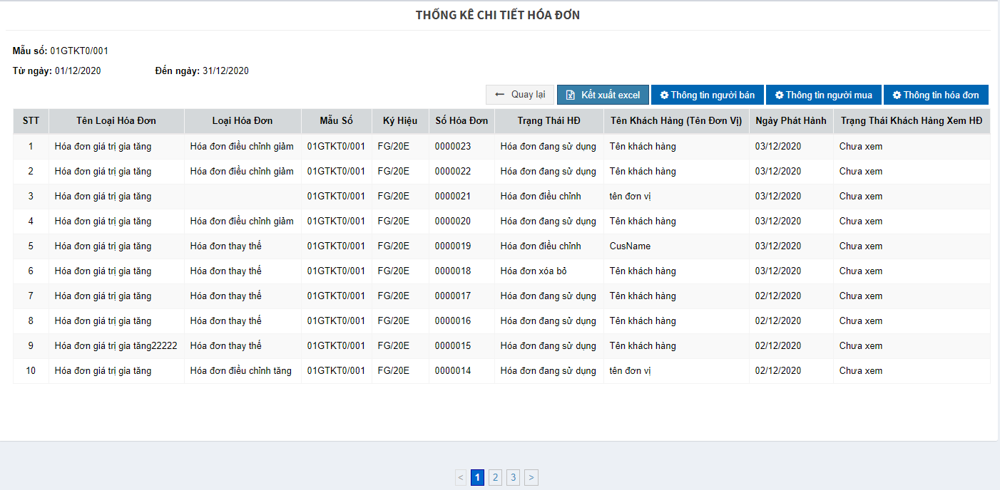 THỐNG KÊ CHI TIẾT HÓA ĐƠN
Mẫu số: 01GTKT0/001
Từ ngày: 01/12/2020 Đến ngày: 31/12/2020
← Quay lại Kết xuất excel Thông tin người bán Thông tin người mua Thông tin hóa đơn
STT Tên Loại Hóa Đơn Loại Hóa Đơn Mẫu Số Ký Hiệu Số Hóa Đơn Trạng Thái HĐ Tên Khách Hàng (Tên Đơn Vị) Ngày Phát Hành Trạng Thái Khách Hàng Xem HĐ
1 Hóa đơn giá trị gia tăng Hóa đơn điều chỉnh giảm 01GTKT0/001 FG/20E 0000023 Hóa đơn đang sử dụng Tên khách hàng 03/12/2020 Chưa xem
2 Hóa đơn giá trị gia tăng Hóa đơn điều chỉnh giảm 01GTKT0/001 FG/20E 0000022 Hóa đơn đang sử dụng Tên khách hàng 03/12/2020 Chưa xem
3 Hóa đơn giá trị gia tăng 01GTKT0/001 FG/20E 0000021 Hóa đơn điều chỉnh tên đơn vị 03/12/2020 Chưa xem
4 Hóa đơn giá trị gia tăng Hóa đơn điều chỉnh giảm 01GTKT0/001 FG/20E 0000020 Hóa đơn đang sử dụng Tên khách hàng 03/12/2020 Chưa xem
5 Hóa đơn giá trị gia tăng Hóa đơn thay thế 01GTKT0/001 FG/20E 0000019 Hóa đơn điều chỉnh CusName 03/12/2020 Chưa xem
6 Hóa đơn giá trị gia tăng Hóa đơn thay thế 01GTKT0/001 FG/20E 0000018 Hóa đơn xóa bỏ Tên khách hàng 03/12/2020 Chưa xem
7 Hóa đơn giá trị gia tăng Hóa đơn thay thế 01GTKT0/001 FG/20E 0000017 Hóa đơn đang sử dụng Tên khách hàng 02/12/2020 Chưa xem
8 Hóa đơn giá trị gia tăng Hóa đơn thay thế 01GTKT0/001 FG/20E 0000016 Hóa đơn đang sử dụng Tên khách hàng 02/12/2020 Chưa xem
9 Hóa đơn giá trị gia tăng22222 Hóa đơn thay thế 01GTKT0/001 FG/20E 0000015 Hóa đơn đang sử dụng Tên khách hàng 02/12/2020 Chưa xem
10 Hóa đơn giá trị gia tăng Hóa đơn điều chỉnh tăng 01GTKT0/001 FG/20E 0000014 Hóa đơn đang sử dụng tên đơn vị 02/12/2020 Chưa xem
< 1 2 3 >